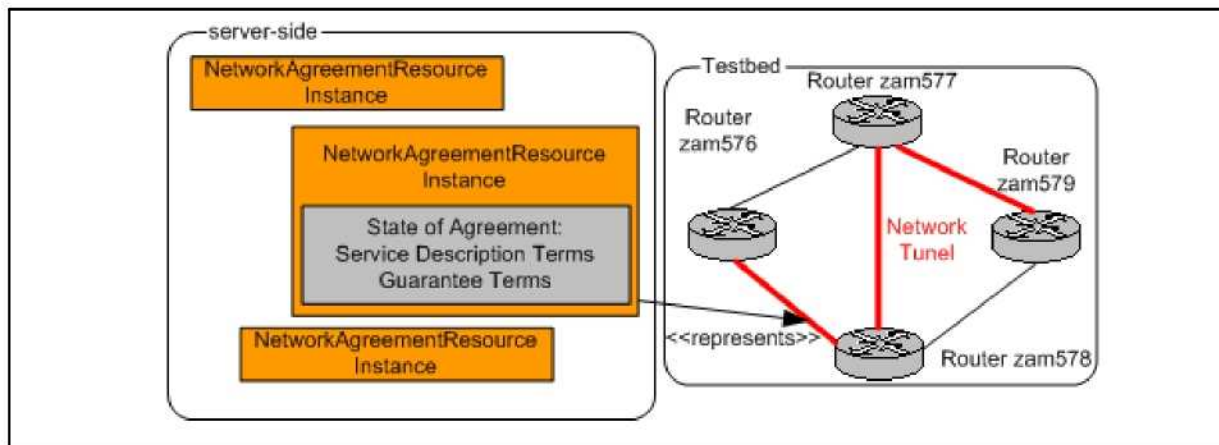 server-side
NetworkAgreementResource
Instance
NetworkAgreementResource
Instance
State of Agreement:
Service Description Terms
Guarantee Terms
NetworkAgreementResource
Instance
Testbed
Router zam577
Router
zam576
Router
zam579
Network
Tunel
<<represents>>
Router zam578